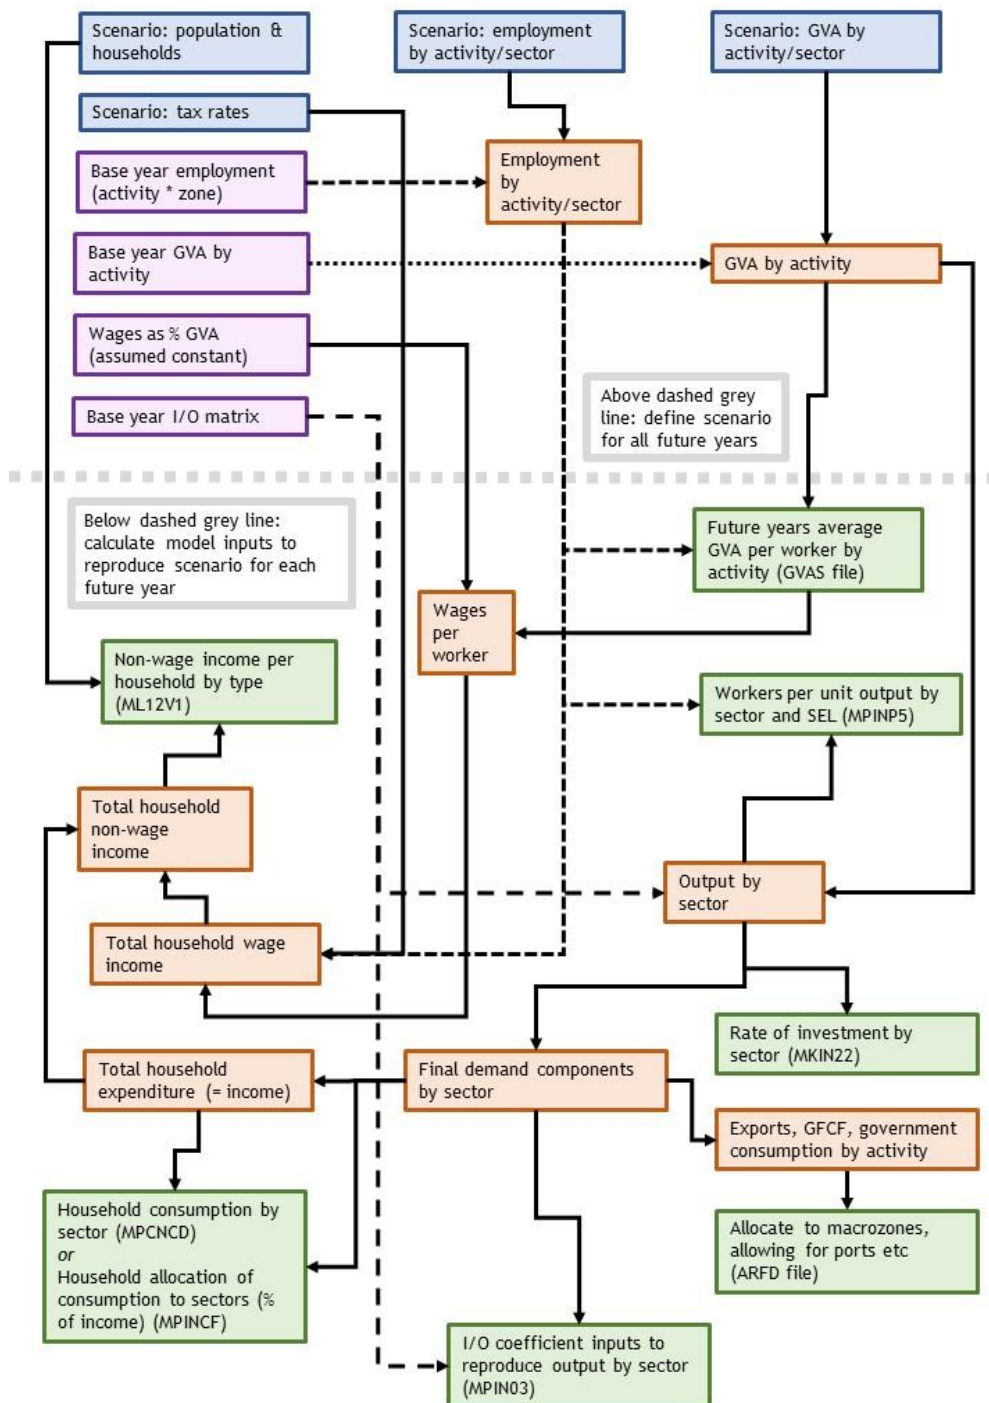 Scenario: population &
households
Scenario: employment
by activity/sector
Scenario: GVA by
activity/sector
Scenario: tax rates
Base year employment
(activity * zone)
Employment
by
activity/sector
Base year GVA by
activity
GVA by activity
Wages as % GVA
(assumed constant)
Base year I/O matrix
Above dashed grey
line: define scenario
for all future years
Below dashed grey line:
calculate model inputs to
reproduce scenario for each
future year
Future years average
GVA per worker by
activity (GVAS file)
Wages
per
worker
Non-wage income per
household by type
(ML12V1)
Workers per unit output by
sector and SEL (MPINP5)
Total household
non-wage
income
Output by
sector
Total household wage
income
Rate of investment by
sector (MKIN22)
Total household
expenditure (= income)
Final demand components
by sector
Exports, GFCF, government
consumption by activity
Household consumption by
sector (MPCNCD)
or
Household allocation of
consumption to sectors (%
of income) (MPINCF)
Allocate to macrozones,
allowing for ports etc
(ARFD file)
I/O coefficient inputs to
reproduce output by sector
(MPIN03)